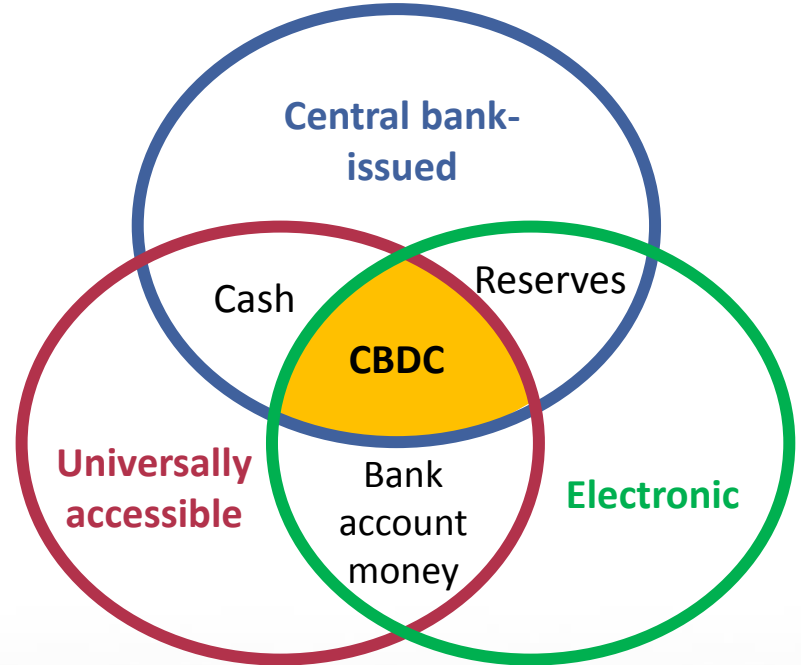 Central bank-
issued
Cash
Reserves
CBDC
Universally
accessible
Bank
account
money
Electronic